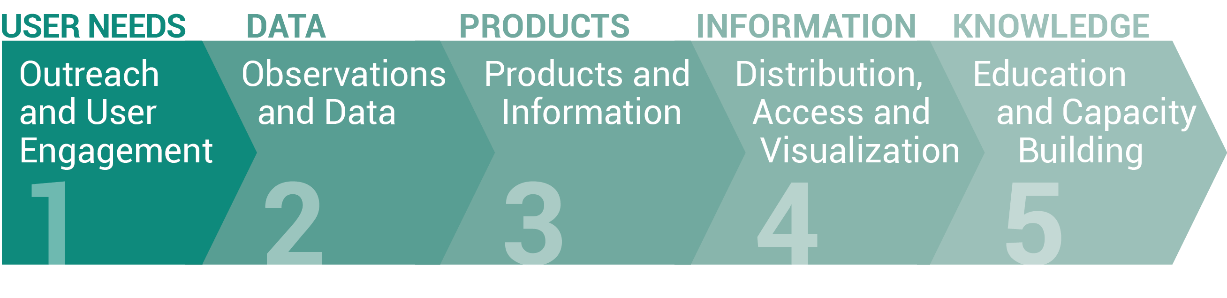 USER NEEDS
Outreach
and User
Engagement
1
DATA
Observations
and Data
2
PRODUCTS
Products and
Information
3
INFORMATION
Distribution,
Access and
Visualization
4
KNOWLEDGE
Education
and Capacity
Building
5